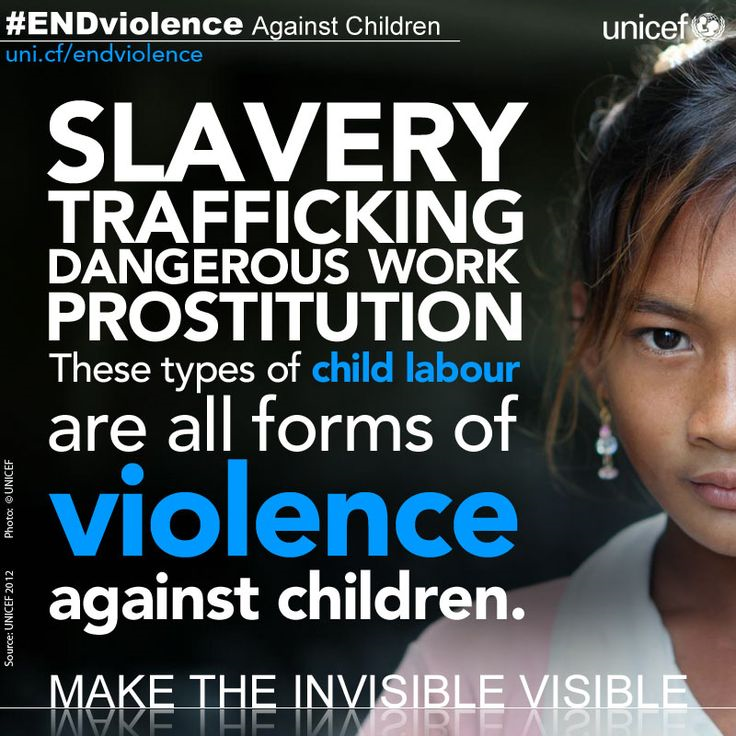 #ENDviolence Against Children
unicef
uni.cf/endviolence
SLAVERY
TRAFFICKING
DANGEROUS WORK
PROSTITUTION
These types of child labour
are all forms of
violence
against children.
MAKE THE INVISIBLE VISIBLE
Photo: © UNICEF
Source: UNICEF 2012